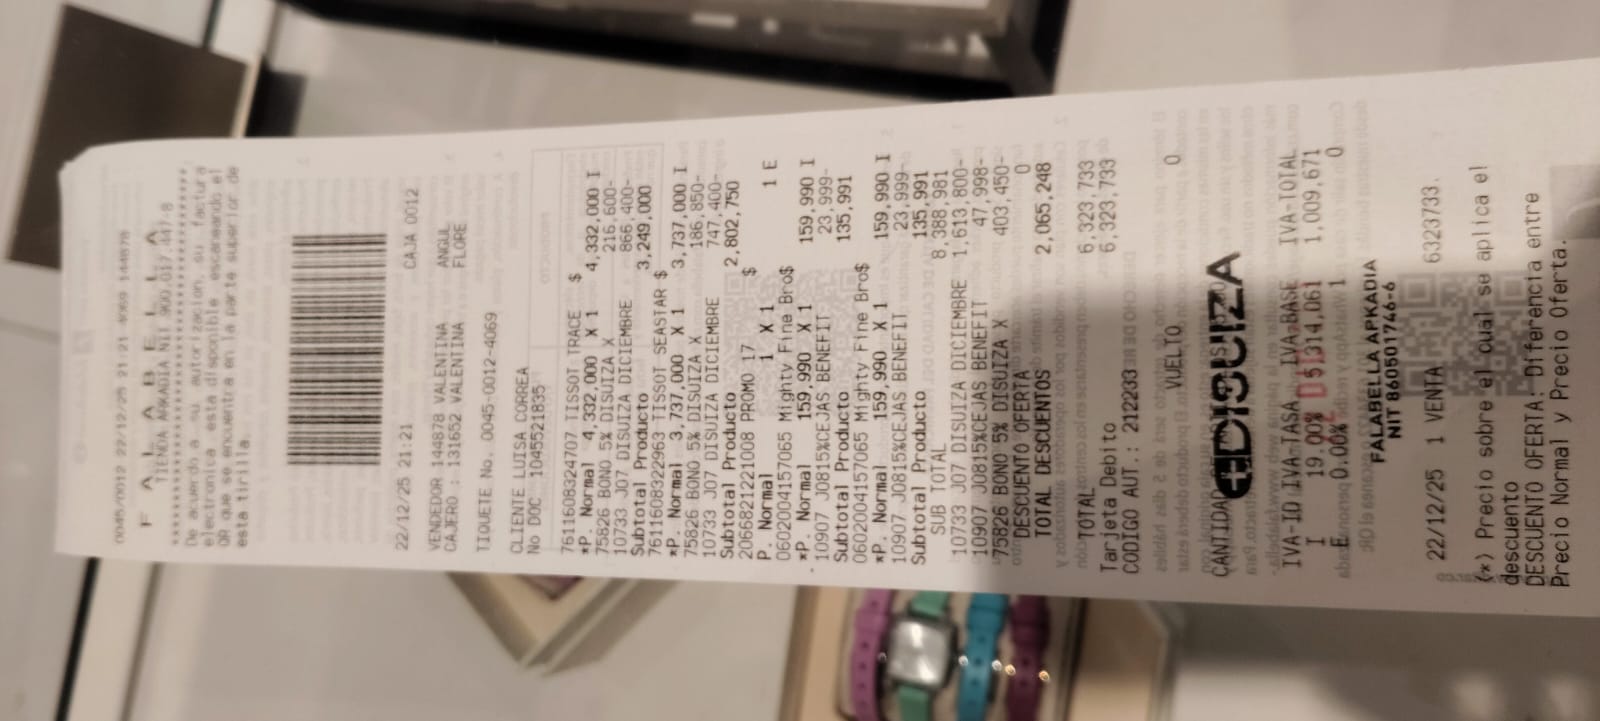 0045/0012 22/12/25 21:21 4069 144878
F A L A B E L L A
TIENDA ARKADIA NIT 900.017.447-8
****************************************
De acuerdo a su autorizacion, su factura
electronica esta disponible escaneando el
QR que se encuentra en la parte superior de
esta tirilla
22/12/25 21:21 CAJA 0012
VENDEDOR 144878 VALENTINA ANGUL
CAJERO : 131652 VALENTINA FLORE
TIQUETE No. 0045-0012-4069
CLIENTE LUISA CORREA
No DOC 1045521835
7611608324707 TISSOT TRACE $
*P. Normal 4,332,000 X 1 4,332,000 I
75826 BONO 5% DISUIZA X 216,600-
10733 J07 DISUIZA DICIEMBRE 866,400-
Subtotal Producto 3,249,000
7611608322963 TISSOT SEASTAR $
*P. Normal 3,737,000 X 1 3,737,000 I
75826 BONO 5% DISUIZA X 186,850-
10733 J07 DISUIZA DICIEMBRE 747,400-
Subtotal Producto 2,802,750
2066821221008 PROMO 17 $
P. Normal 1 X 1 1 E
0602004157065 Mighty Fine Bro$
*P. Normal 159,990 X 1 159,990 I
10907 J0815%CEJAS BENEFIT 23,999-
Subtotal Producto 135,991
0602004157065 Mighty Fine Bro$
*P. Normal 159,990 X 1 159,990 I
10907 J0815%CEJAS BENEFIT 23,999-
Subtotal Producto 135,991
SUB TOTAL 8,388,981
10733 J07 DISUIZA DICIEMBRE 1,613,800-
10907 J0815%CEJAS BENEFIT 47,998-
75826 BONO 5% DISUIZA X 403,450-
DESCUENTO OFERTA 0
TOTAL DESCUENTOS 2,065,248
TOTAL 6,323,733
Tarjeta Debito 6,323,733
CODIGO AUT.: 212233
VUELTO 0
CANTIDAD
DISUIZA
IVA-ID IVA-TASA IVA-BASE IVA-TOTAL
I 19.00% 5,314,061 1,009,671
E 0.00% 1 0
FALABELLA APKADIA
NIT 860501746-6
22/12/25 1 VENTA 6323733.
(*) Precio sobre el cual se aplica el
descuento
DESCUENTO OFERTA: Diferencia entre
Precio Normal y Precio Oferta.